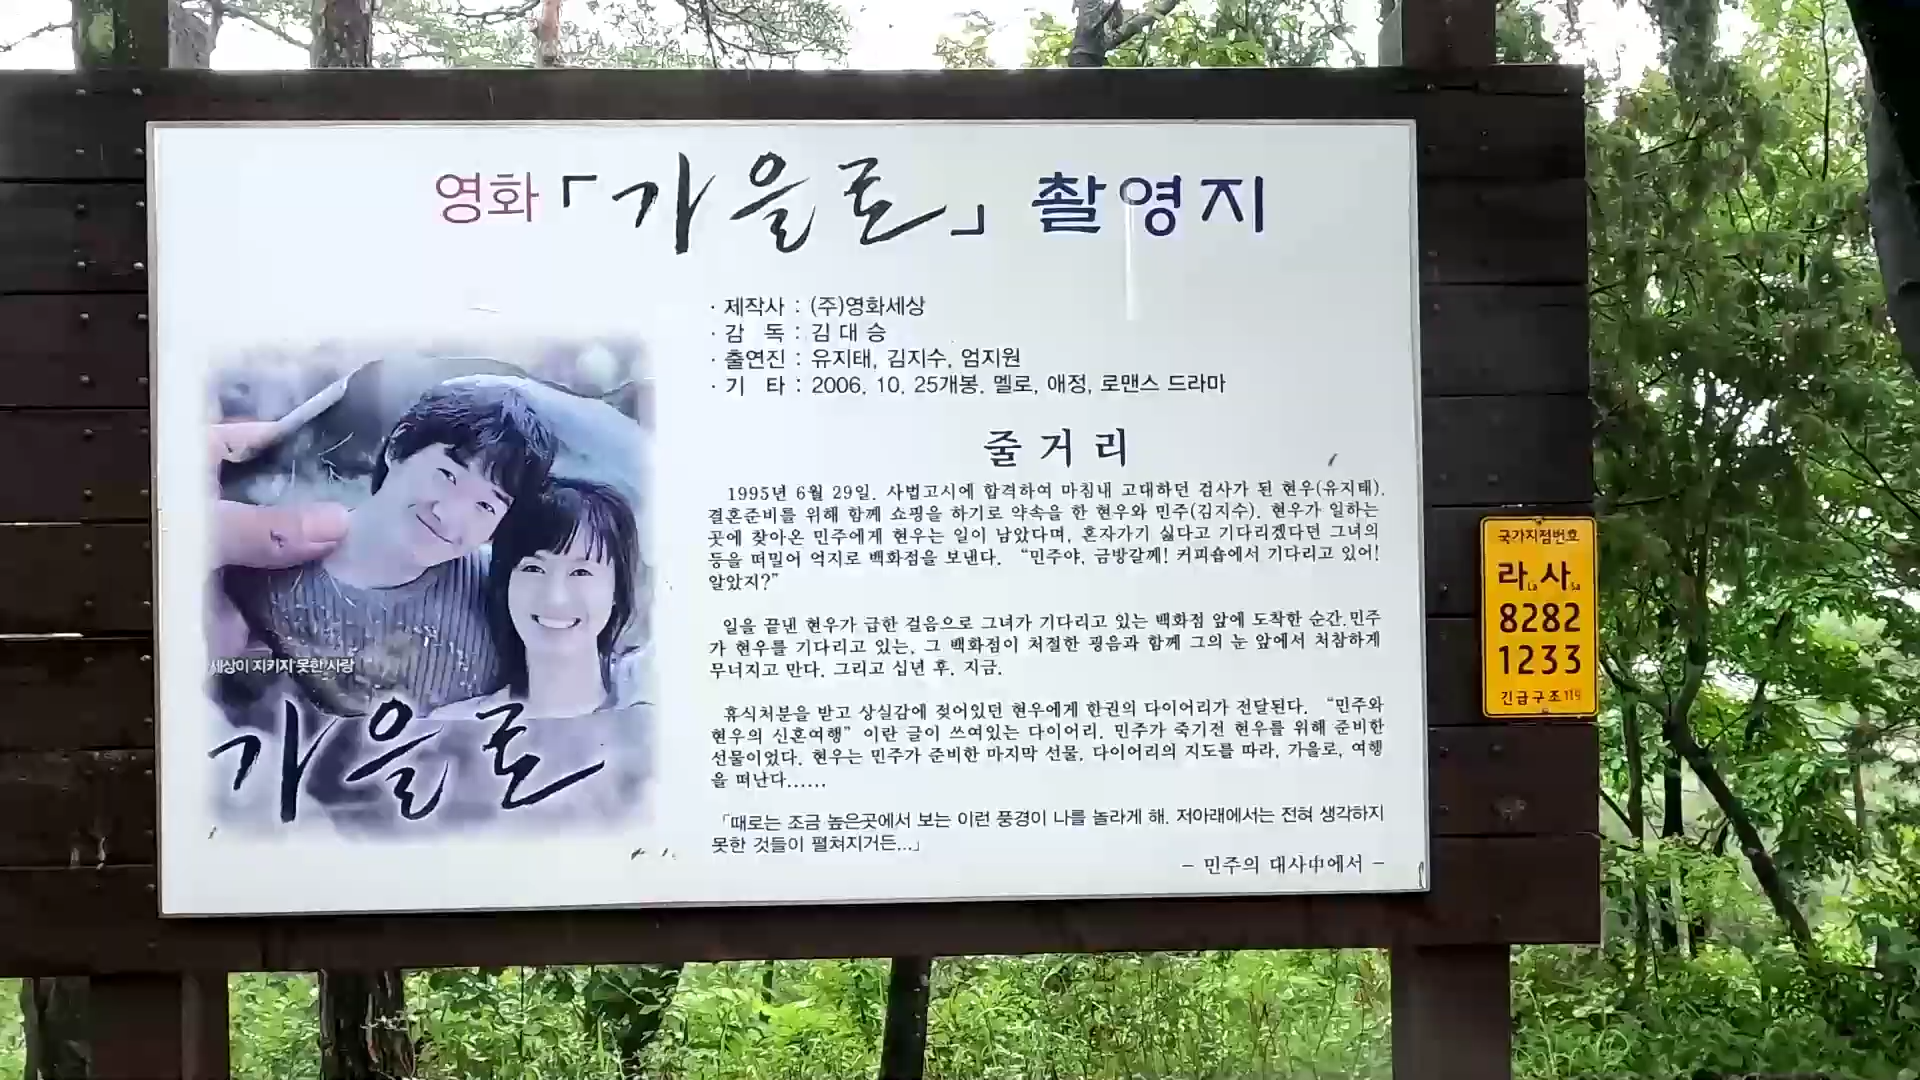 영화 「가을로」 촬영지
· 제작사 : (주)영화세상
· 감 독 : 김 대 승
· 출연진 : 유지태, 김지수, 엄지원
· 기 타 : 2006. 10. 25개봉. 멜로, 애정, 로맨스 드라마
줄거리
1995년 6월 29일. 사법고시에 합격하여 마침내 고대하던 검사가 된 현우(유지태).
결혼준비를 위해 함께 쇼핑을 하기로 약속을 한 현우와 민주(김지수). 현우가 일하는
곳에 찾아온 민주에게 현우는 일이 남았다며, 혼자가기 싫다고 기다리겠다던 그녀의
등을 떠밀어 억지로 백화점을 보낸다. “민주야, 금방갈께! 커피숍에서 기다리고 있어!
알았지?”
일을 끝낸 현우가 급한 걸음으로 그녀가 기다리고 있는 백화점 앞에 도착한 순간.민주
가 현우를 기다리고 있는, 그 백화점이 처절한 굉음과 함께 그의 눈 앞에서 처참하게
무너지고 만다. 그리고 십년 후. 지금.
휴식처분을 받고 상실감에 젖어있던 현우에게 한권의 다이어리가 전달된다. “민주와
현우의 신혼여행” 이란 글이 쓰여있는 다이어리. 민주가 죽기전 현우를 위해 준비한
선물이었다. 현우는 민주가 준비한 마지막 선물. 다이어리의 지도를 따라, 가을로, 여행
을 떠난다......
「때로는 조금 높은곳에서 보는 이런 풍경이 나를 놀라게 해. 저아래에서는 전혀 생각하지
못한 것들이 펼쳐지거든...」
- 민주의 대사中에서 -
세상이 지키지 못한 사랑
가을로
국가지점번호
라La 사Sa
8282
1233
긴급구조 119